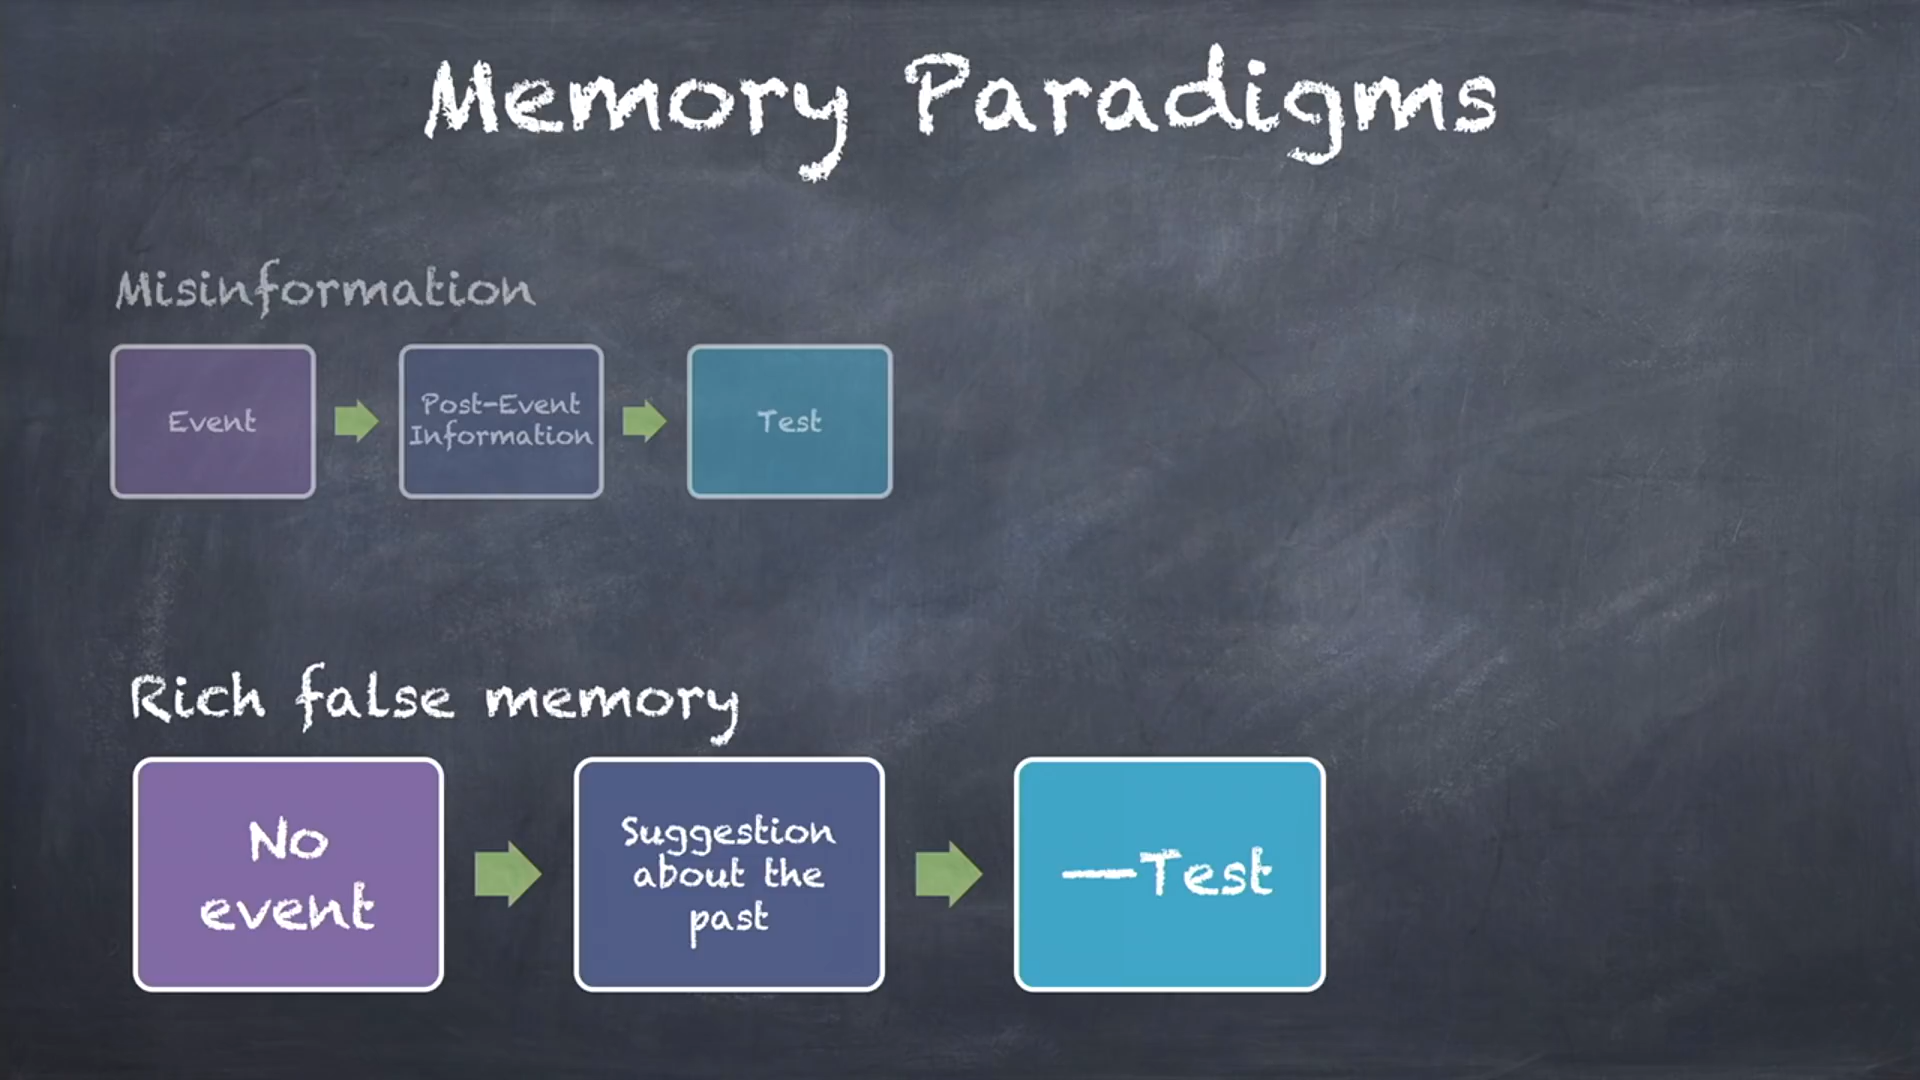 Memory Paradigms
Misinformation
Event
Post-Event
Information
Test
Rich false memory
No
event
Suggestion
about the
past
—Test